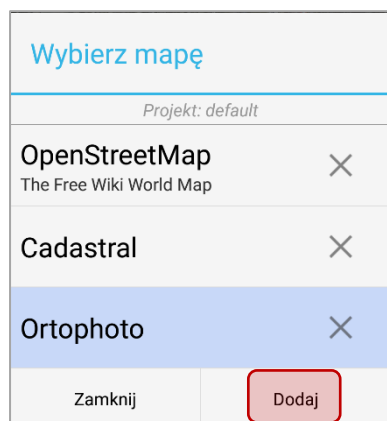 Wybierz mapę
Projekt: default
OpenStreetMap
The Free Wiki World Map
Cadastral
Ortophoto
Zamknij Dodaj